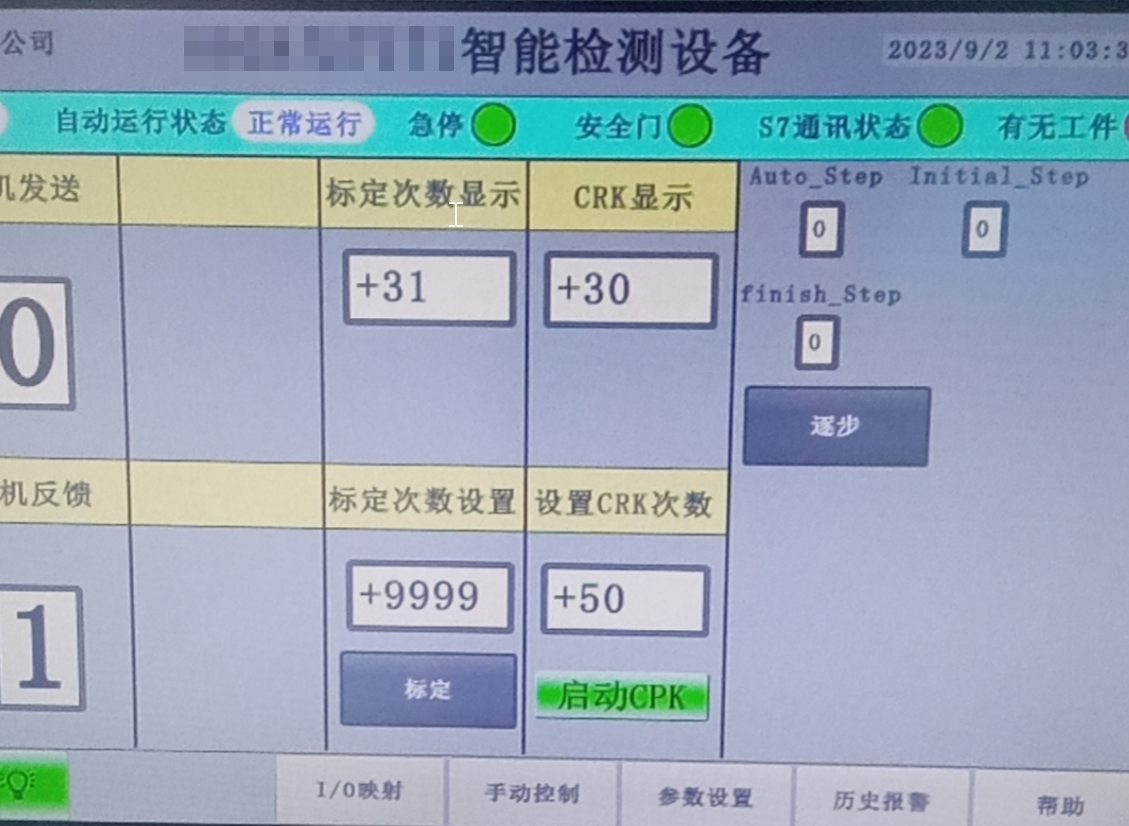 公司
智能检测设备
2023/9/2 11:03:3
自动运行状态 正常运行 急停 安全门 S7通讯状态 有无工件
机发送 标定次数显示 CRK显示 Auto_Step Initial_Step
0 0
+31 +30
finish_Step
0
0
逐步
机反馈 标定次数设置 设置CRK次数
+9999 +50
1
标定 启动CPK
I/O映射 手动控制 参数设置 历史报警 帮助